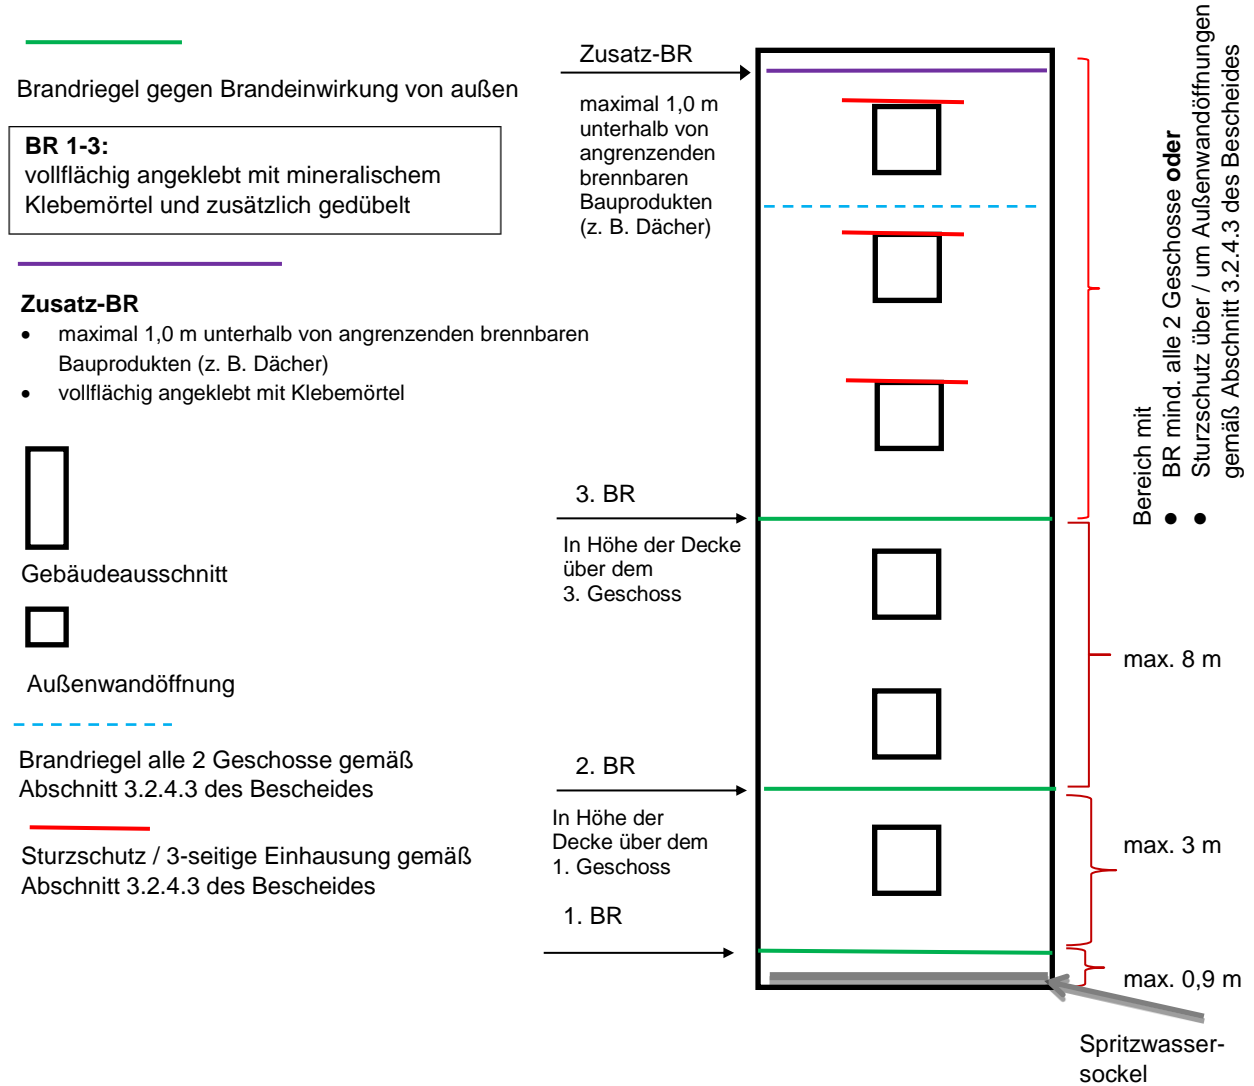 Brandriegel gegen Brandeinwirkung von außen
BR 1-3:
vollflächig angeklebt mit mineralischem
Klebemörtel und zusätzlich gedübelt
Zusatz-BR
• maximal 1,0 m unterhalb von angrenzenden brennbaren
Bauprodukten (z. B. Dächer)
• vollflächig angeklebt mit Klebemörtel
Gebäudeausschnitt
Außenwandöffnung
Brandriegel alle 2 Geschosse gemäß
Abschnitt 3.2.4.3 des Bescheides
Sturzschutz / 3-seitige Einhausung gemäß
Abschnitt 3.2.4.3 des Bescheides
Zusatz-BR
maximal 1,0 m
unterhalb von
angrenzenden
brennbaren
Bauprodukten
(z. B. Dächer)
3. BR
In Höhe der Decke
über dem
3. Geschoss
2. BR
In Höhe der
Decke über dem
1. Geschoss
1. BR
Bereich mit
• BR mind. alle 2 Geschosse oder
• Sturzschutz über / um Außenwandöffnungen
gemäß Abschnitt 3.2.4.3 des Bescheides
max. 8 m
max. 3 m
max. 0,9 m
Spritzwasser-
sockel